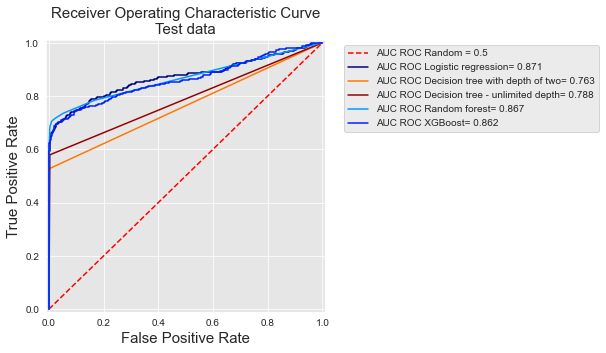 Receiver Operating Characteristic Curve
Test data
True Positive Rate
1.0
0.8
0.6
0.4
0.2
0.0
0.0 0.2 0.4 0.6 0.8 1.0
False Positive Rate
AUC ROC Random = 0.5
AUC ROC Logistic regression= 0.871
AUC ROC Decision tree with depth of two= 0.763
AUC ROC Decision tree - unlimited depth= 0.788
AUC ROC Random forest= 0.867
AUC ROC XGBoost= 0.862